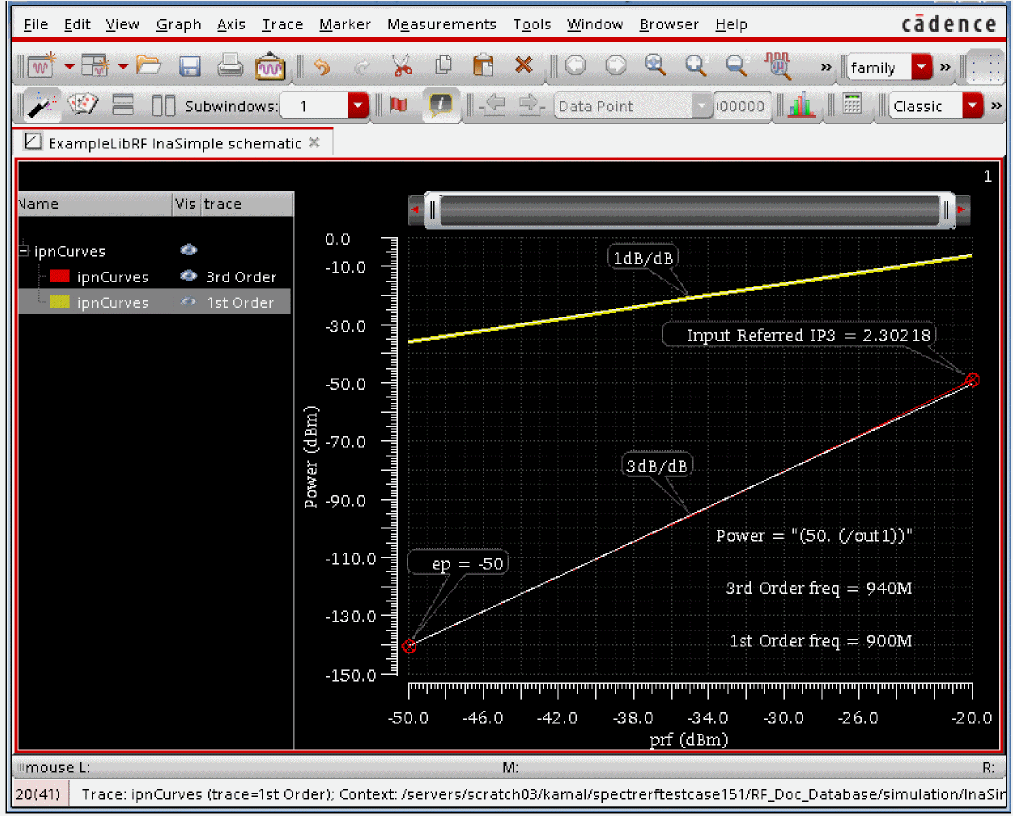 File Edit View Graph Axis Trace Marker Measurements Tools Window Browser Help cādence
» family »
Subwindows: 1 Data Point 00000 Classic »
ExampleLibRF lnaSimple schematic
1
Name Vis trace
ipnCurves
ipnCurves 3rd Order
ipnCurves 1st Order
0.0
-10.0
-30.0
-50.0
-70.0
-90.0
-110.0
-130.0
-150.0
Power (dBm)
1dB/dB
Input Referred IP3 = 2.30218
3dB/dB
Power = "(50. (/out1))"
ep = -50
3rd Order freq = 940M
1st Order freq = 900M
-50.0 -46.0 -42.0 -38.0 -34.0 -30.0 -26.0 -20.0
prf (dBm)
mouse L: M: R:
20(41) Trace: ipnCurves (trace=1st Order); Context: /servers/scratch03/kamal/spectrerftestcase151/RF_Doc_Database/simulation/lnaSir